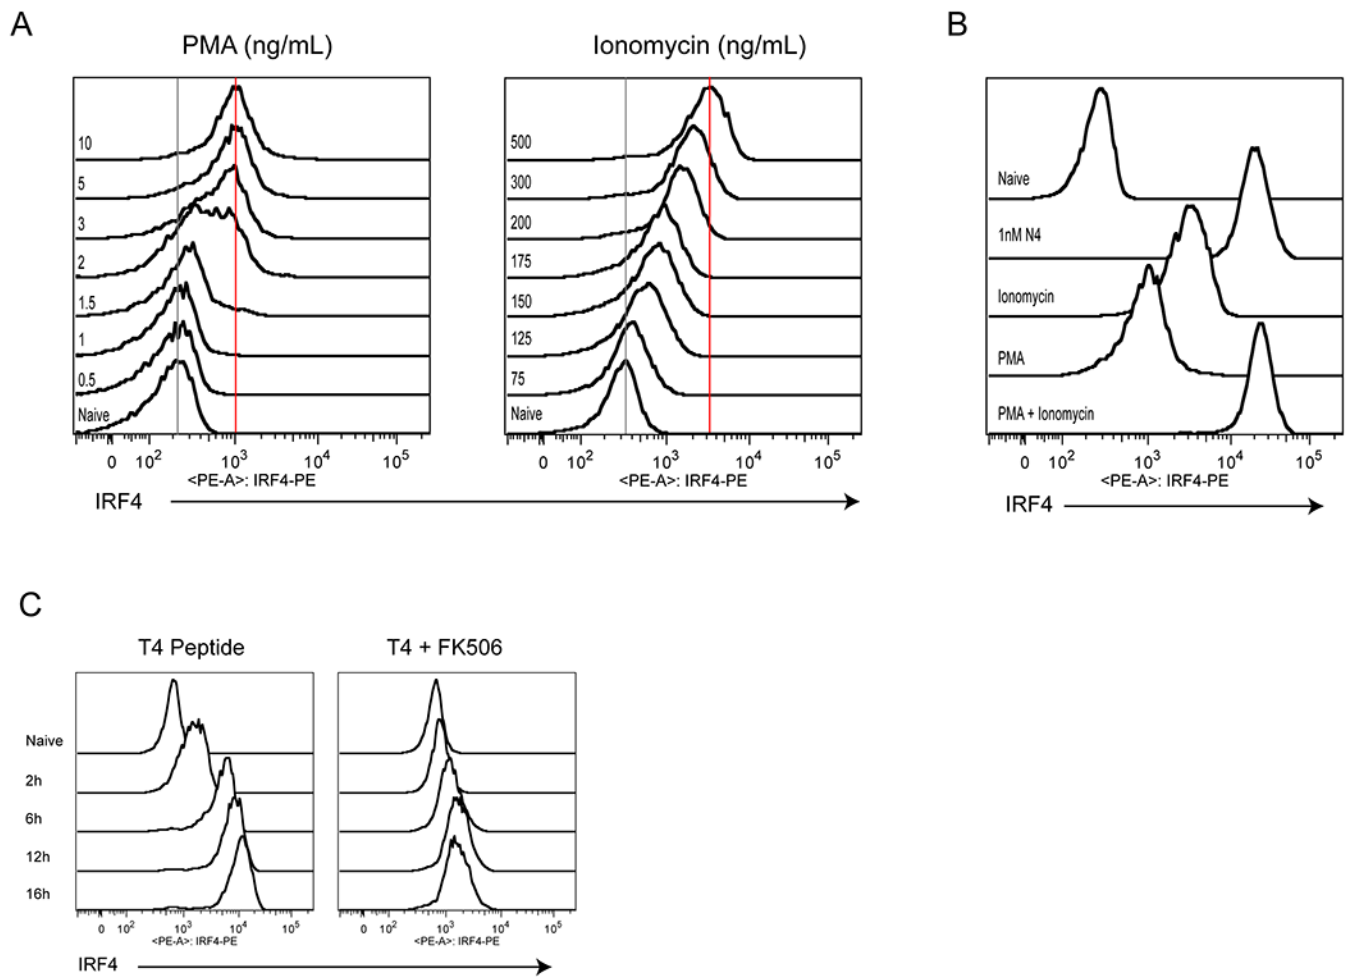 A
PMA (ng/mL)
10
5
3
2
1.5
1
0.5
Naive
0 10² 10³ 10⁴ 10⁵
<PE-A>: IRF4-PE
Ionomycin (ng/mL)
500
300
200
175
150
125
75
Naive
0 10² 10³ 10⁴ 10⁵
<PE-A>: IRF4-PE
IRF4
B
Naive
1nM N4
Ionomycin
PMA
PMA + Ionomycin
0 10² 10³ 10⁴ 10⁵
<PE-A>: IRF4-PE
IRF4
C
T4 Peptide
T4 + FK506
Naive
2h
6h
12h
16h
0 10² 10³ 10⁴ 10⁵
<PE-A>: IRF4-PE
0 10² 10³ 10⁴ 10⁵
<PE-A>: IRF4-PE
IRF4